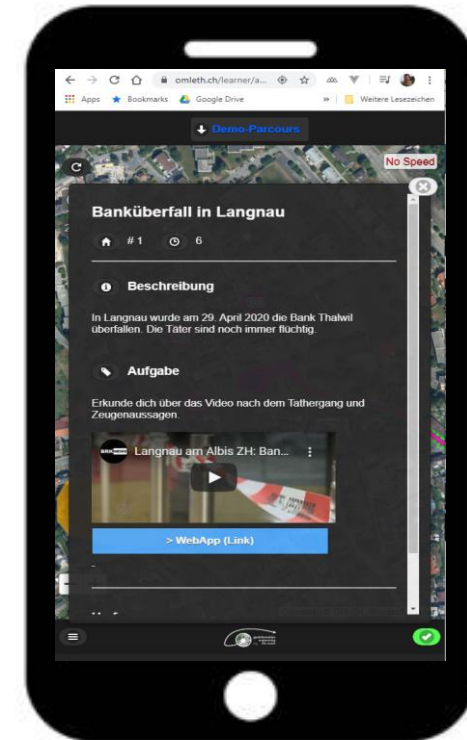 omleth.ch/learner/a...
Apps Bookmarks Google Drive » Weitere Lesezeichen
Demo-Parcours
No Speed
Banküberfall in Langnau
# 1 6
Beschreibung
In Langnau wurde am 29. April 2020 die Bank Thalwil
überfallen. Die Täter sind noch immer flüchtig.
Aufgabe
Erkunde dich über das Video nach dem Tathergang und
Zeugenaussagen.
Langnau am Albis ZH: Ban...
> WebApp (Link)